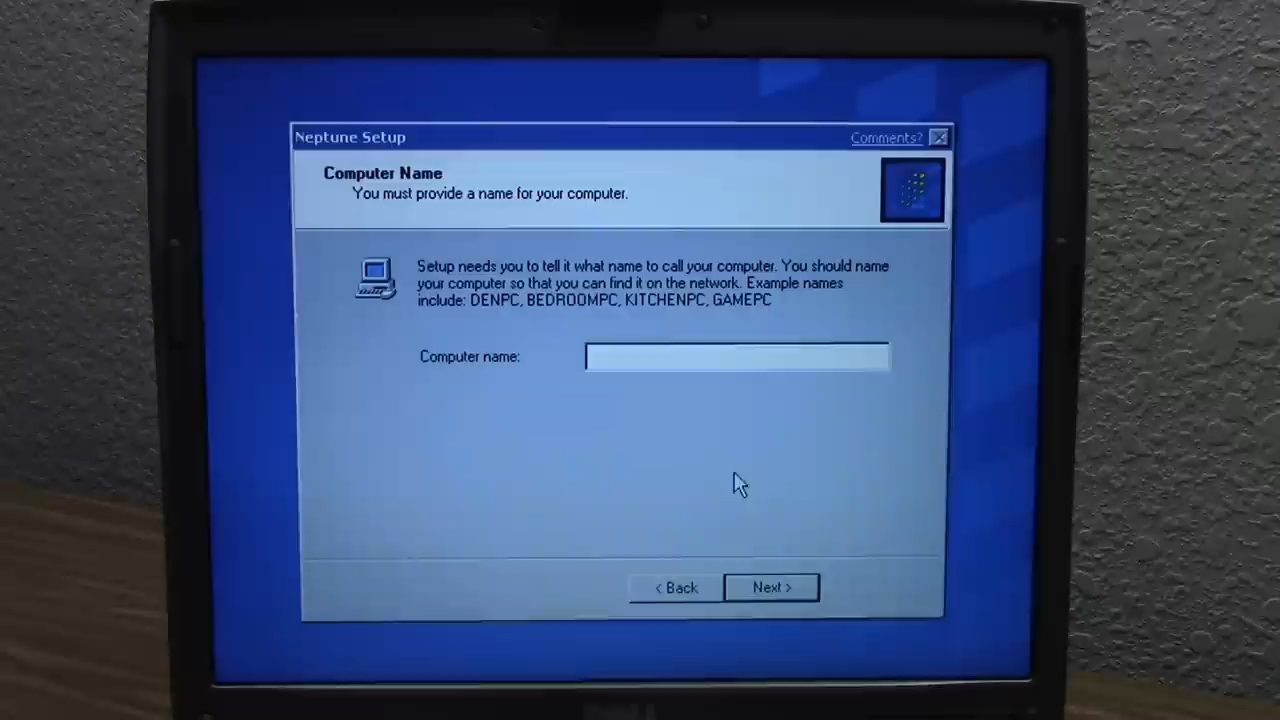 Neptune Setup
Comments?
Computer Name
You must provide a name for your computer.
Setup needs you to tell it what name to call your computer. You should name
your computer so that you can find it on the network. Example names
include: DENPC, BEDROOMPC, KITCHENPC, GAMEPC
Computer name:
< Back
Next >